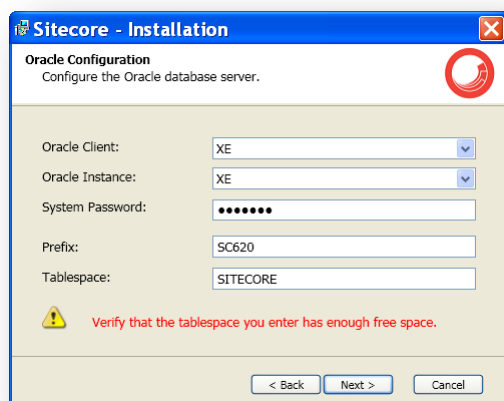 Sitecore - Installation
Oracle Configuration
Configure the Oracle database server.
Oracle Client:
XE
Oracle Instance:
XE
System Password:
●●●●●●●
Prefix:
SC620
Tablespace:
SITECORE
Verify that the tablespace you enter has enough free space.
< Back
Next >
Cancel